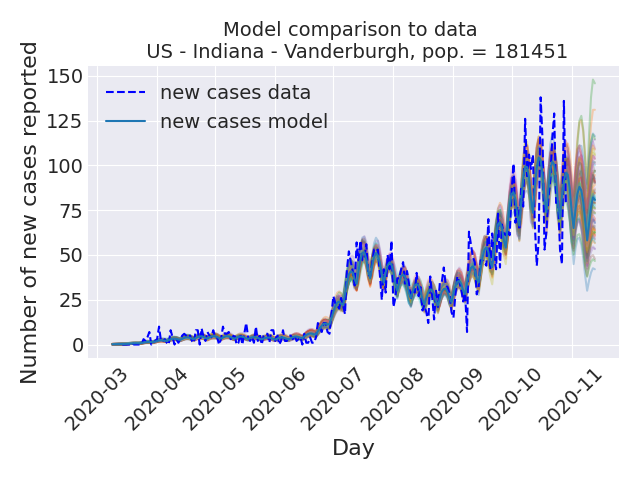 Model comparison to data
US - Indiana - Vanderburgh, pop. = 181451
Number of new cases reported
150
125
100
75
50
25
0
new cases data
new cases model
2020-03
2020-04
2020-05
2020-06
2020-07
2020-08
2020-09
2020-10
2020-11
Day